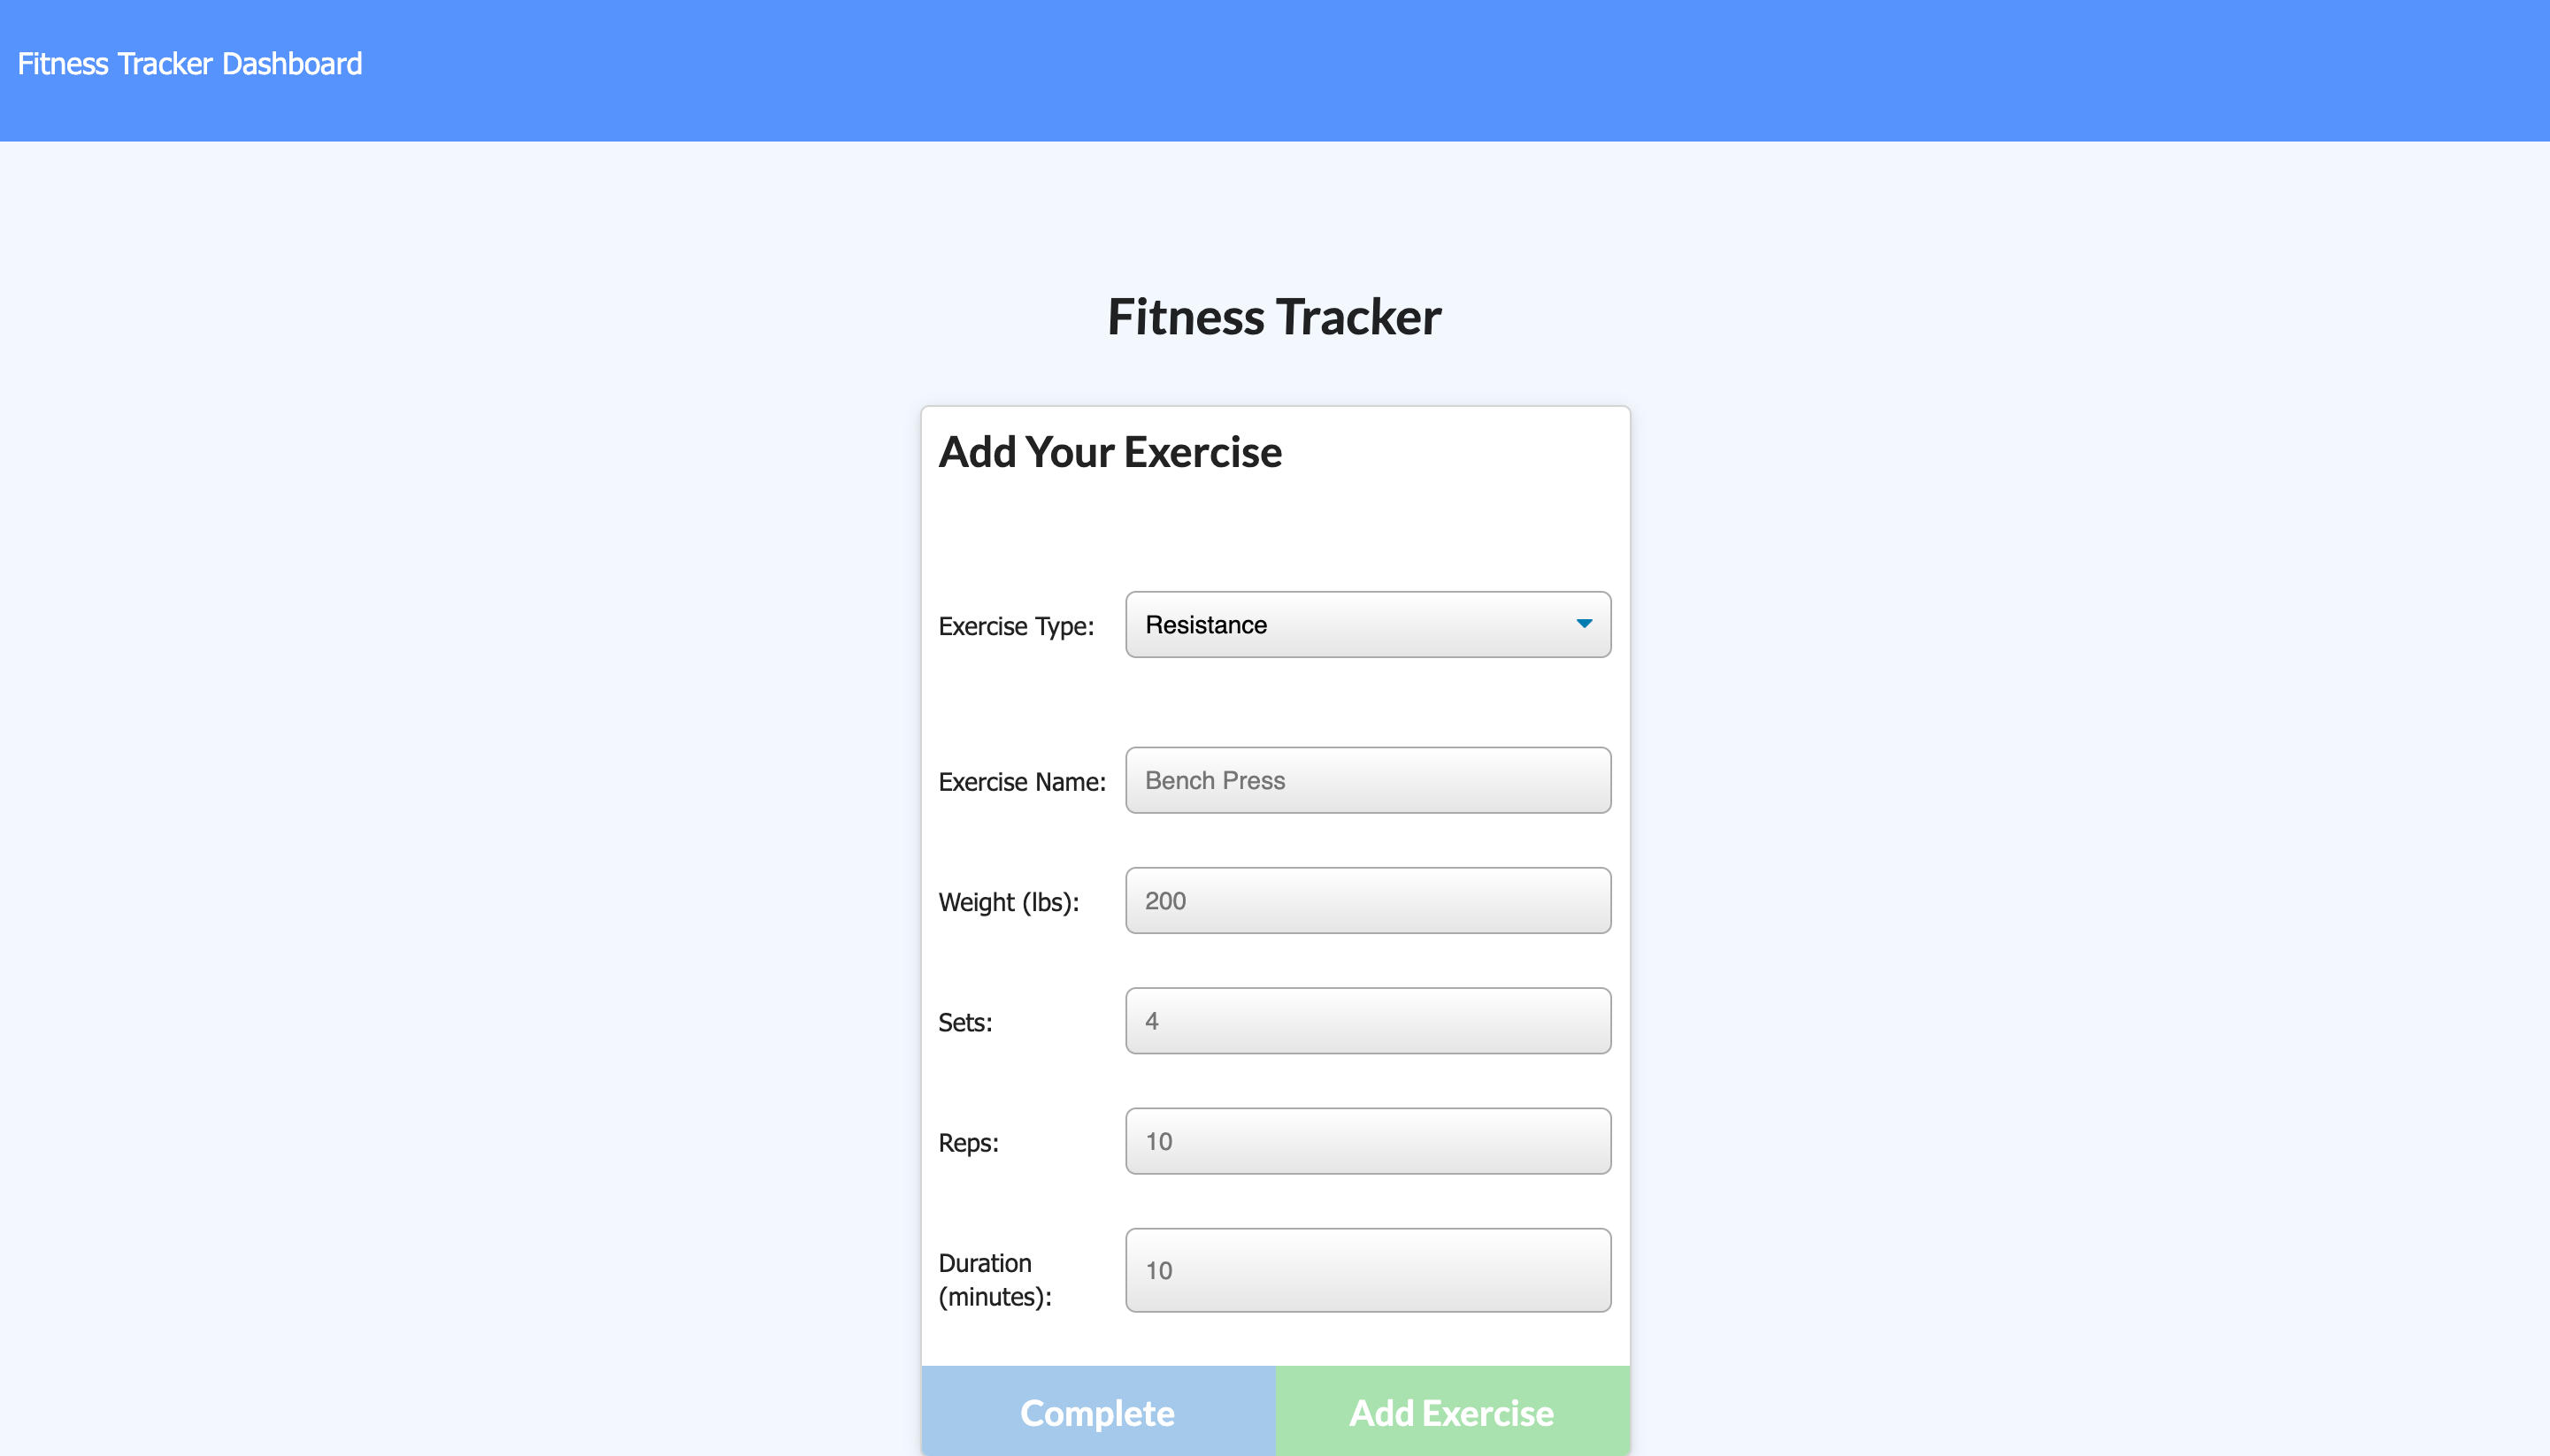 Fitness Tracker Dashboard
Fitness Tracker
Add Your Exercise
Exercise Type: Resistance
Exercise Name: Bench Press
Weight (lbs): 200
Sets: 4
Reps: 10
Duration (minutes): 10
Complete Add Exercise